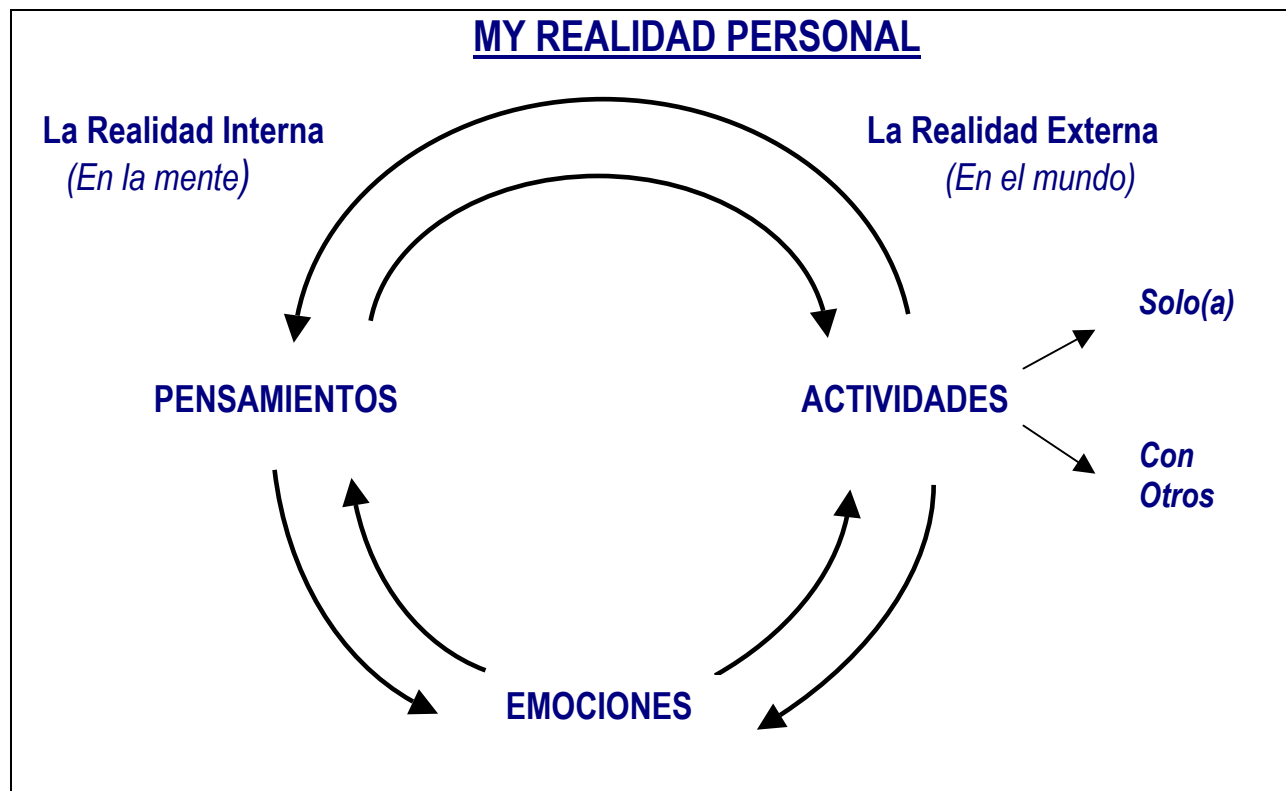 MY REALIDAD PERSONAL
La Realidad Interna
(En la mente)
La Realidad Externa
(En el mundo)
Solo(a)
PENSAMIENTOS
ACTIVIDADES
Con
Otros
EMOCIONES